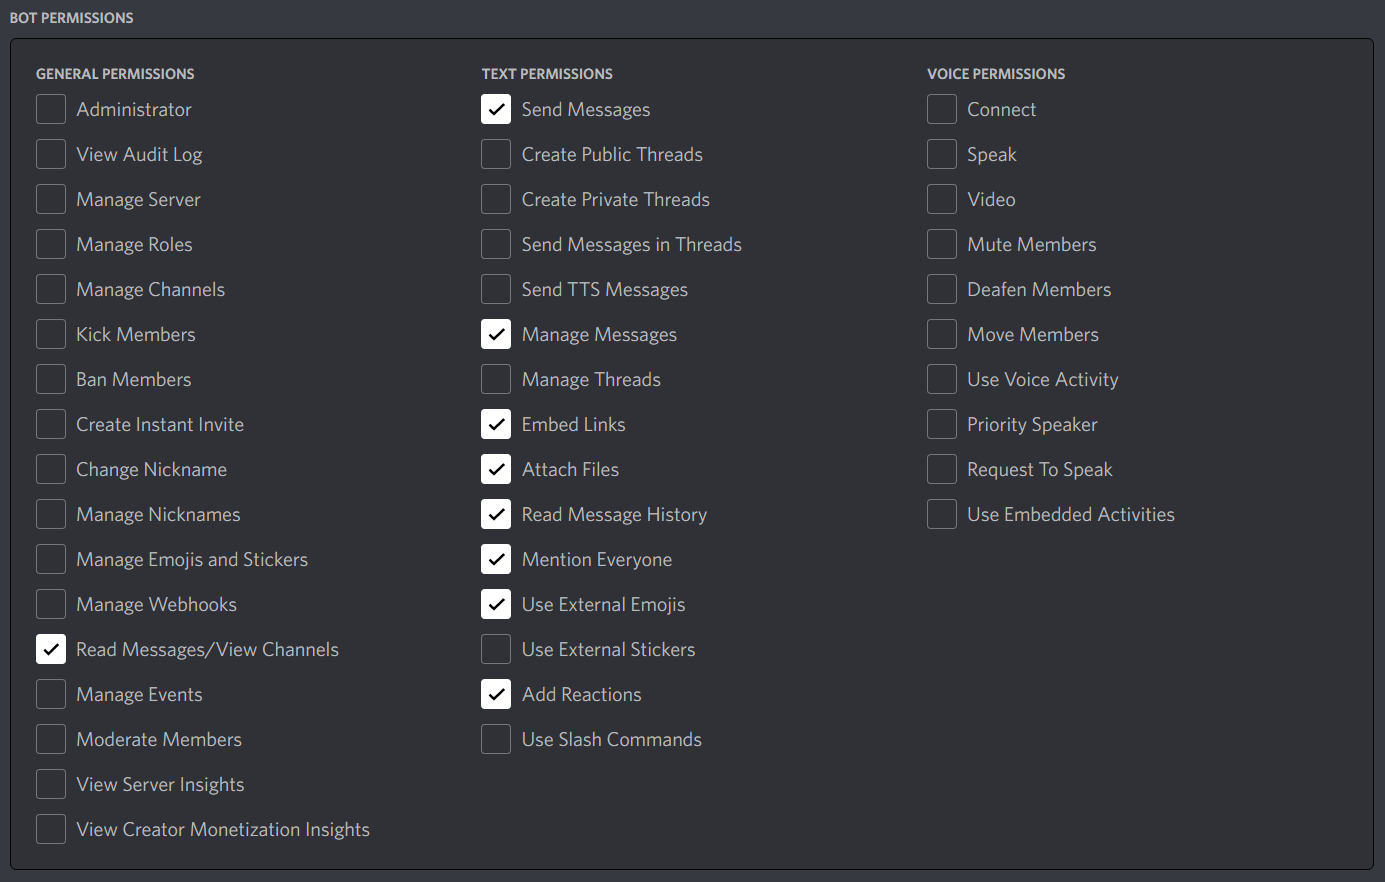 BOT PERMISSIONS
GENERAL PERMISSIONS
Administrator
View Audit Log
Manage Server
Manage Roles
Manage Channels
Kick Members
Ban Members
Create Instant Invite
Change Nickname
Manage Nicknames
Manage Emojis and Stickers
Manage Webhooks
Read Messages/View Channels
Manage Events
Moderate Members
View Server Insights
View Creator Monetization Insights
TEXT PERMISSIONS
Send Messages
Create Public Threads
Create Private Threads
Send Messages in Threads
Send TTS Messages
Manage Messages
Manage Threads
Embed Links
Attach Files
Read Message History
Mention Everyone
Use External Emojis
Use External Stickers
Add Reactions
Use Slash Commands
VOICE PERMISSIONS
Connect
Speak
Video
Mute Members
Deafen Members
Move Members
Use Voice Activity
Priority Speaker
Request To Speak
Use Embedded Activities